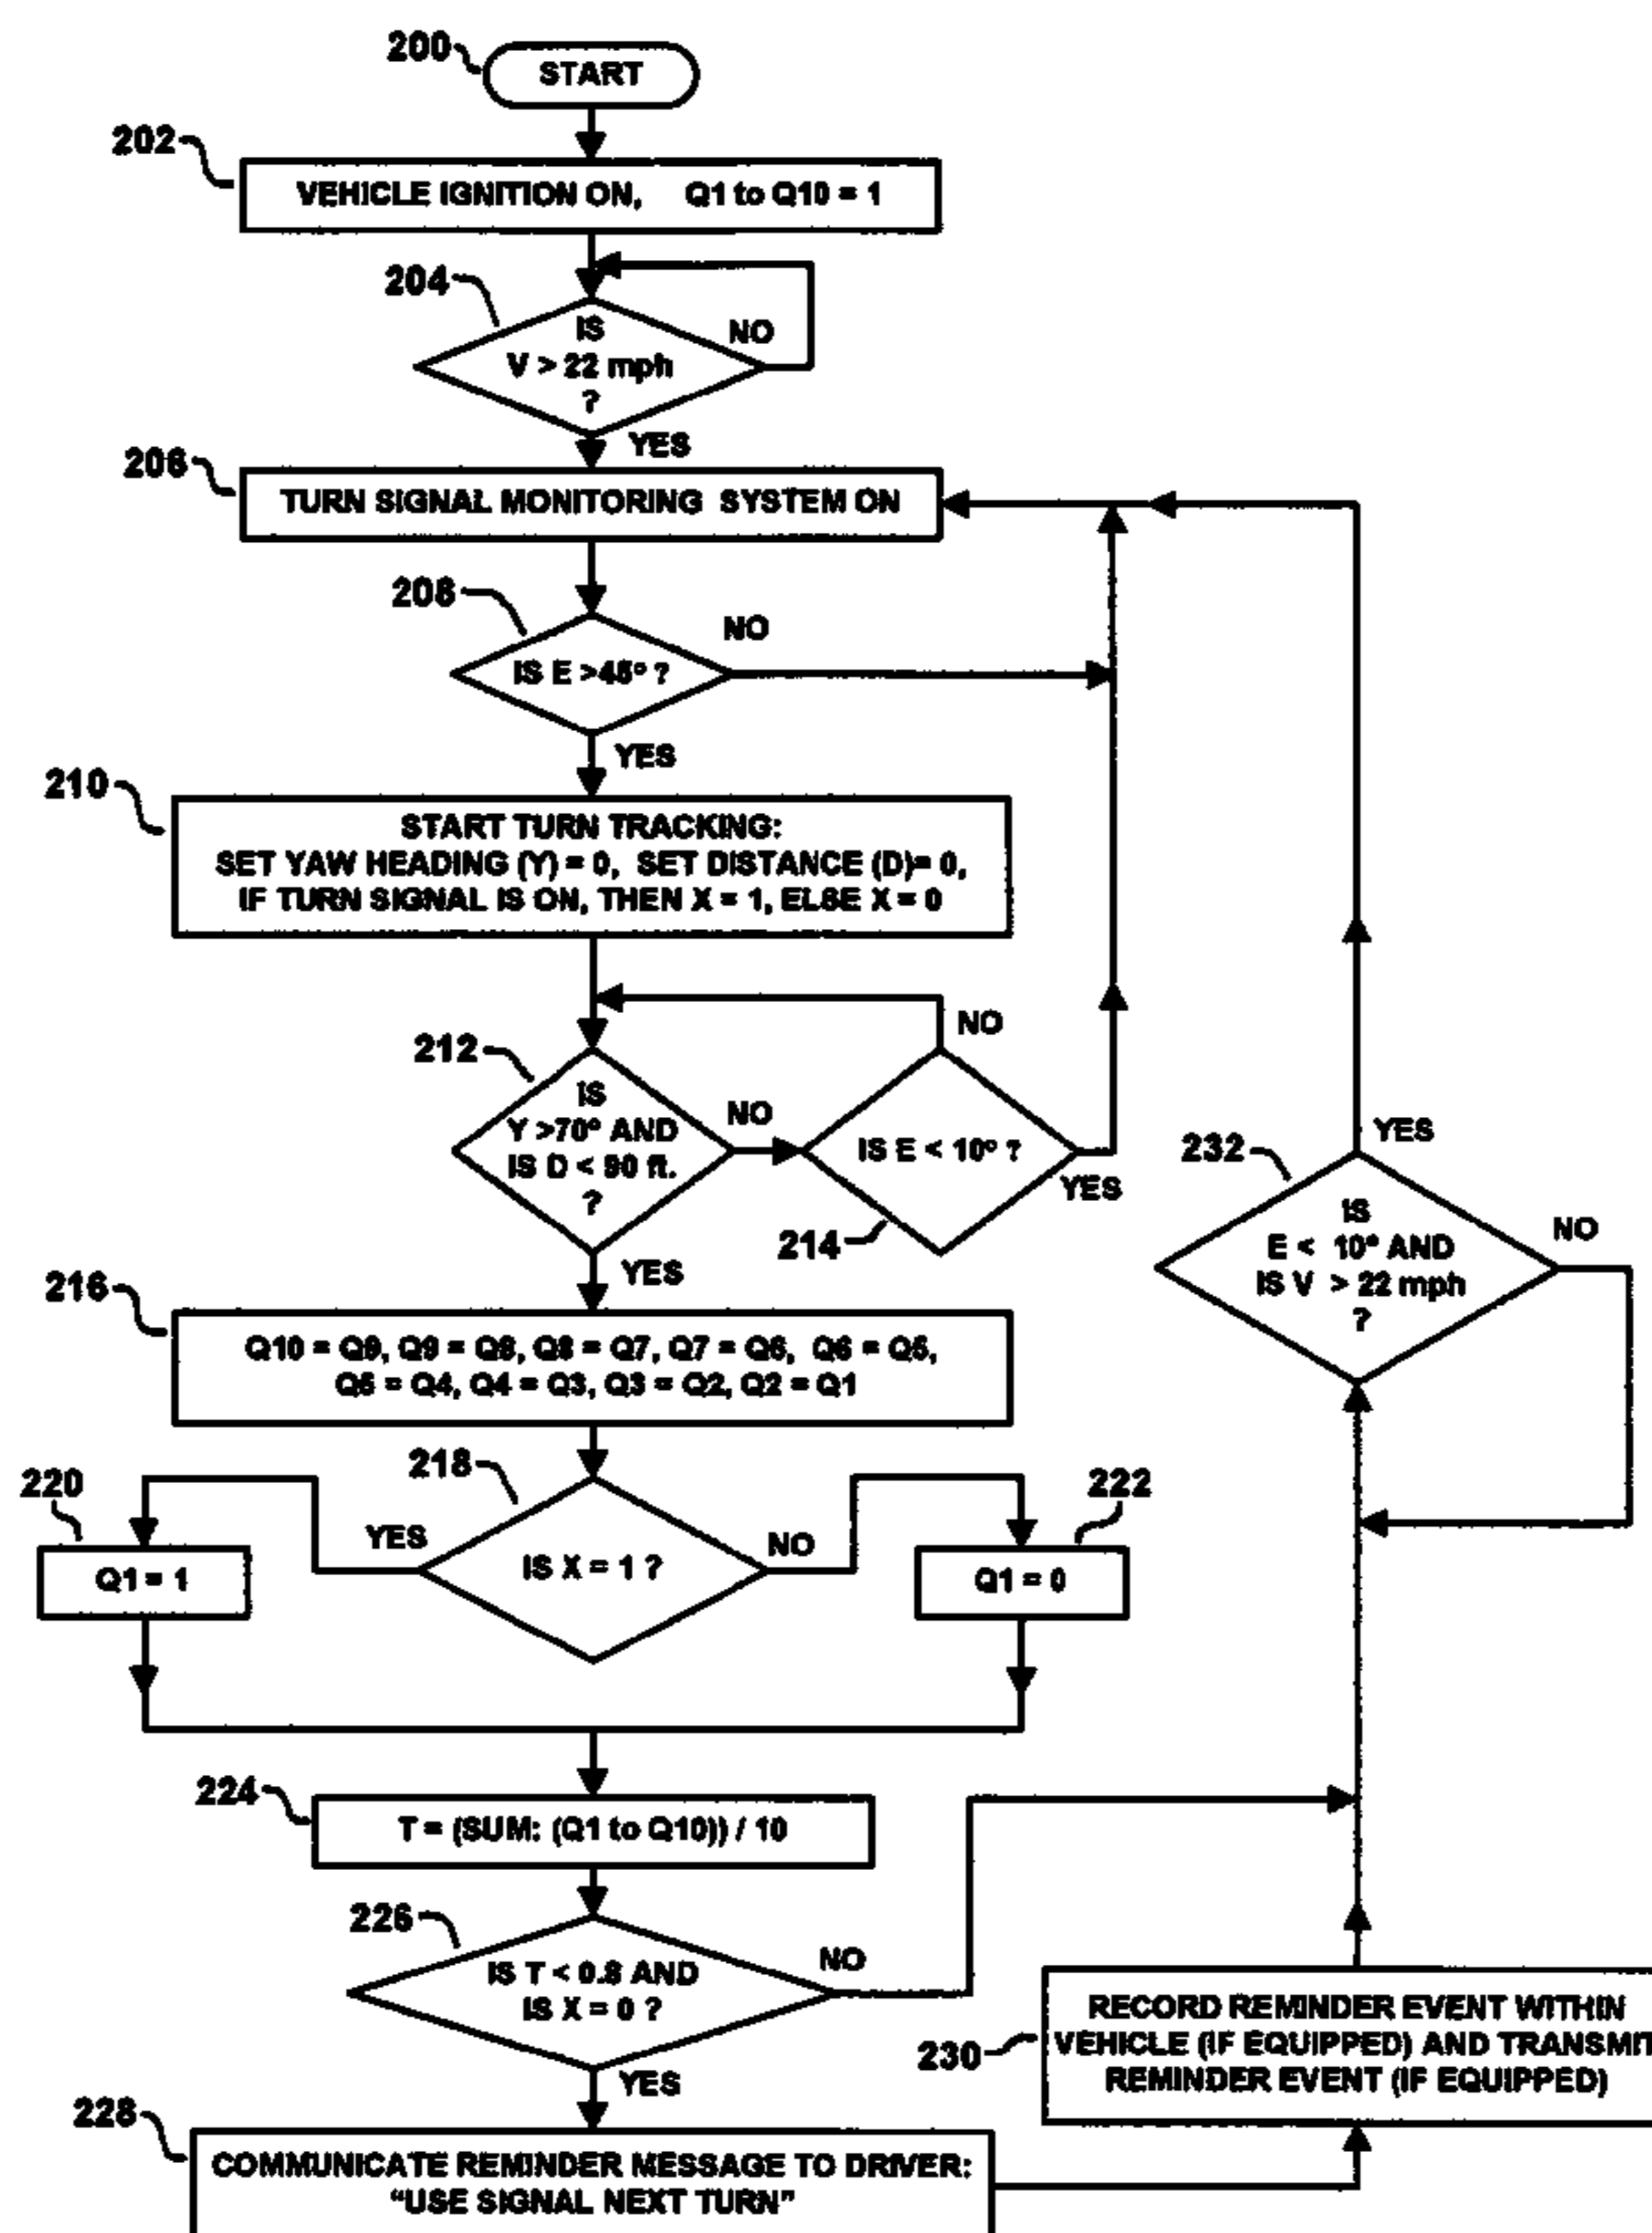 200
START
202
VEHICLE IGNITION ON, Q1 to Q10 = 1
204
IS
V > 22 mph
?
NO
YES
206
TURN SIGNAL MONITORING SYSTEM ON
208
IS E >45° ?
NO
YES
210
START TURN TRACKING:
SET YAW HEADING (Y) = 0, SET DISTANCE (D)= 0,
IF TURN SIGNAL IS ON, THEN X = 1, ELSE X = 0
212
IS
Y >70° AND
IS D < 90 ft.
?
NO
YES
214
IS E < 10° ?
NO
YES
216
Q10 = Q9, Q9 = Q8, Q8 = Q7, Q7 = Q6, Q6 = Q5,
Q5 = Q4, Q4 = Q3, Q3 = Q2, Q2 = Q1
218
IS X = 1 ?
YES
NO
220
Q1 = 1
222
Q1 = 0
224
T = (SUM: (Q1 to Q10)) / 10
226
IS T < 0.8 AND
IS X = 0 ?
NO
YES
228
COMMUNICATE REMINDER MESSAGE TO DRIVER:
“USE SIGNAL NEXT TURN”
230
RECORD REMINDER EVENT WITHIN
VEHICLE (IF EQUIPPED) AND TRANSMIT
REMINDER EVENT (IF EQUIPPED)
232
IS
E < 10° AND
IS V > 22 mph
?
YES
NO